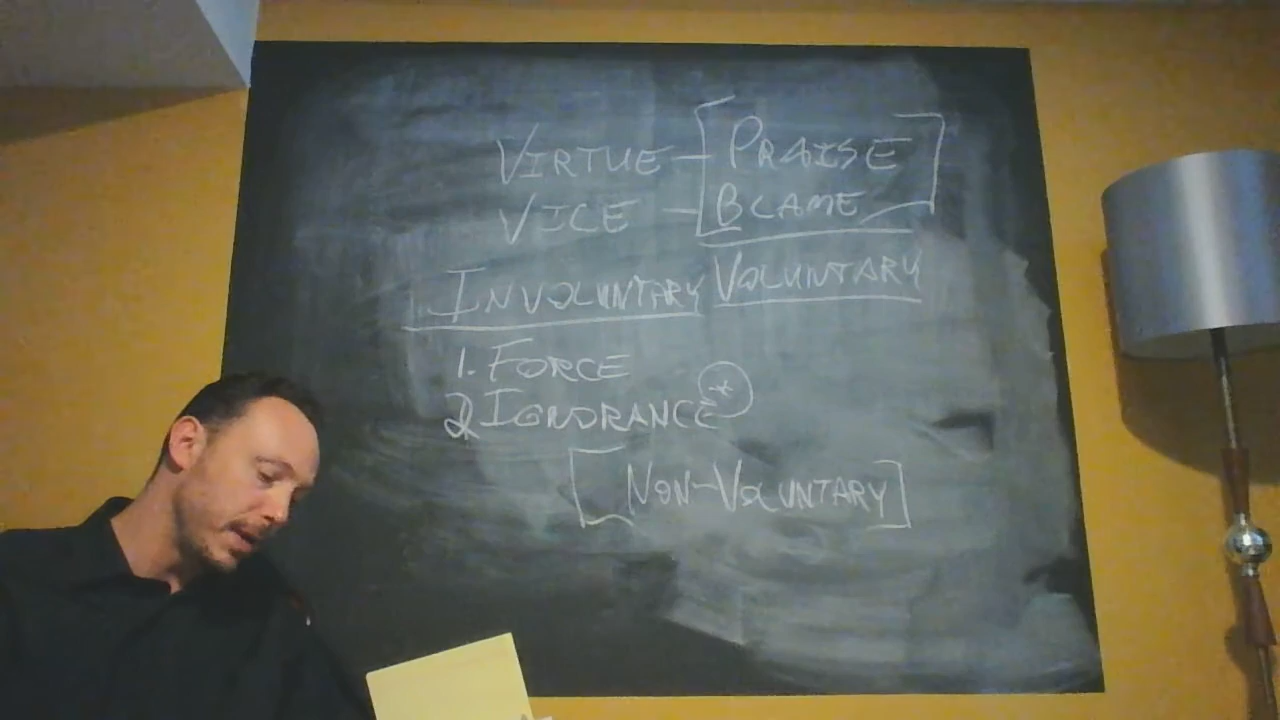 VIRTUE – [PRAISE
VICE – BLAME]
INVOLUNTARY VOLUNTARY
1. FORCE
2 IGNORANCE *
[NON-VOLUNTARY]